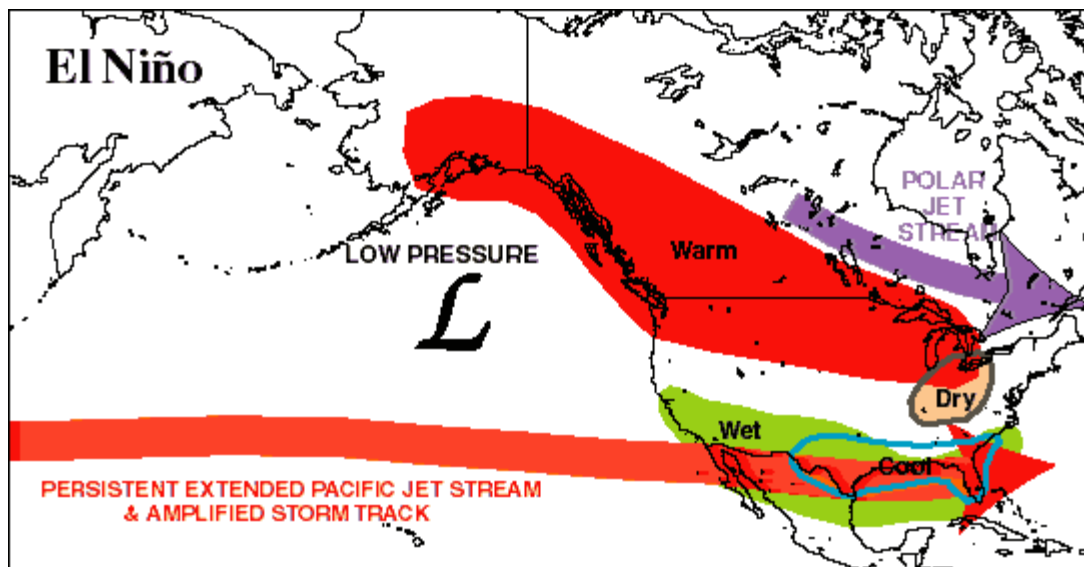 El Niño
POLAR
JET
STREAM
Warm
LOW PRESSURE
L
Dry
Wet
Cool
PERSISTENT EXTENDED PACIFIC JET STREAM
& AMPLIFIED STORM TRACK